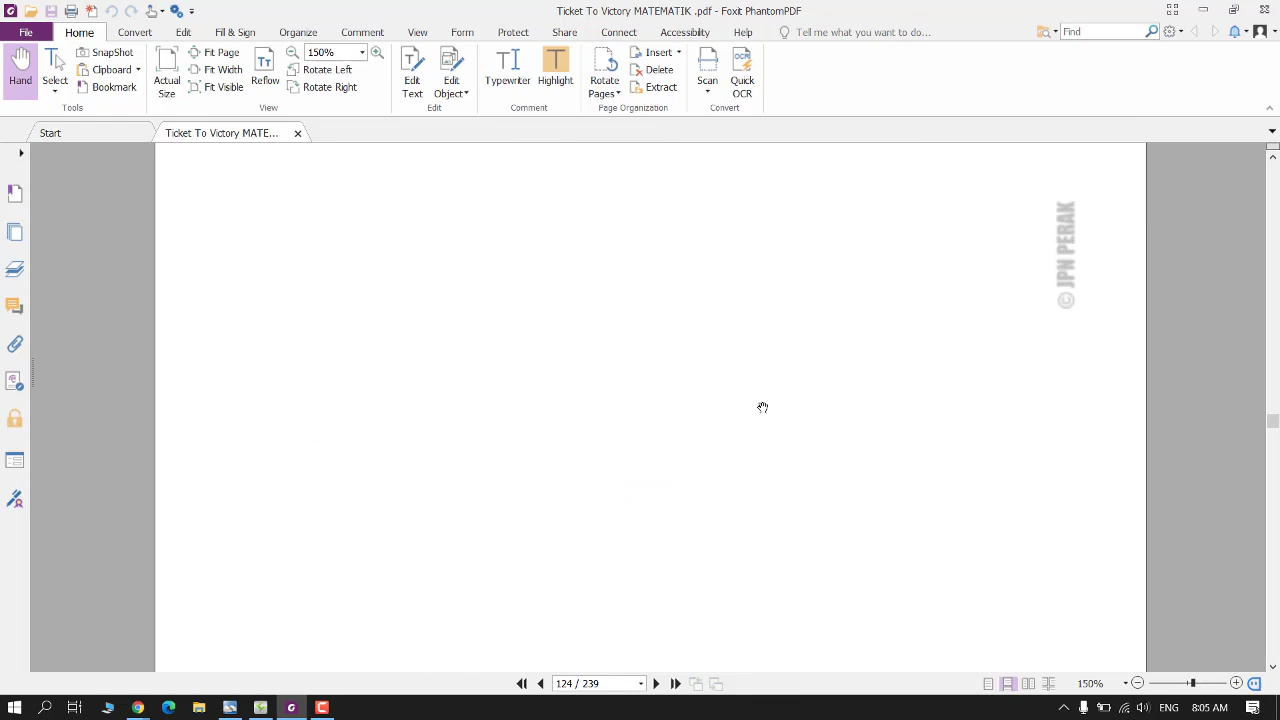 Ticket To Victory MATEMATIK .pdf - Foxit PhantomPDF
File Home Convert Edit Fill & Sign Organize Comment View Form Protect Share Connect Accessibility Help Tell me what you want to do... Find
Hand
Select
SnapShot
Clipboard
Bookmark
Tools
Actual Size
Fit Page
Fit Width
Fit Visible
Reflow
150%
Rotate Left
Rotate Right
View
Edit Text
Edit Object
Edit
Typewriter
Highlight
Comment
Rotate Pages
Insert
Delete
Extract
Page Organization
Scan
Quick OCR
Convert
Start
Ticket To Victory MATE...
© JPN PERAK
124 / 239
150%
8:05 AM